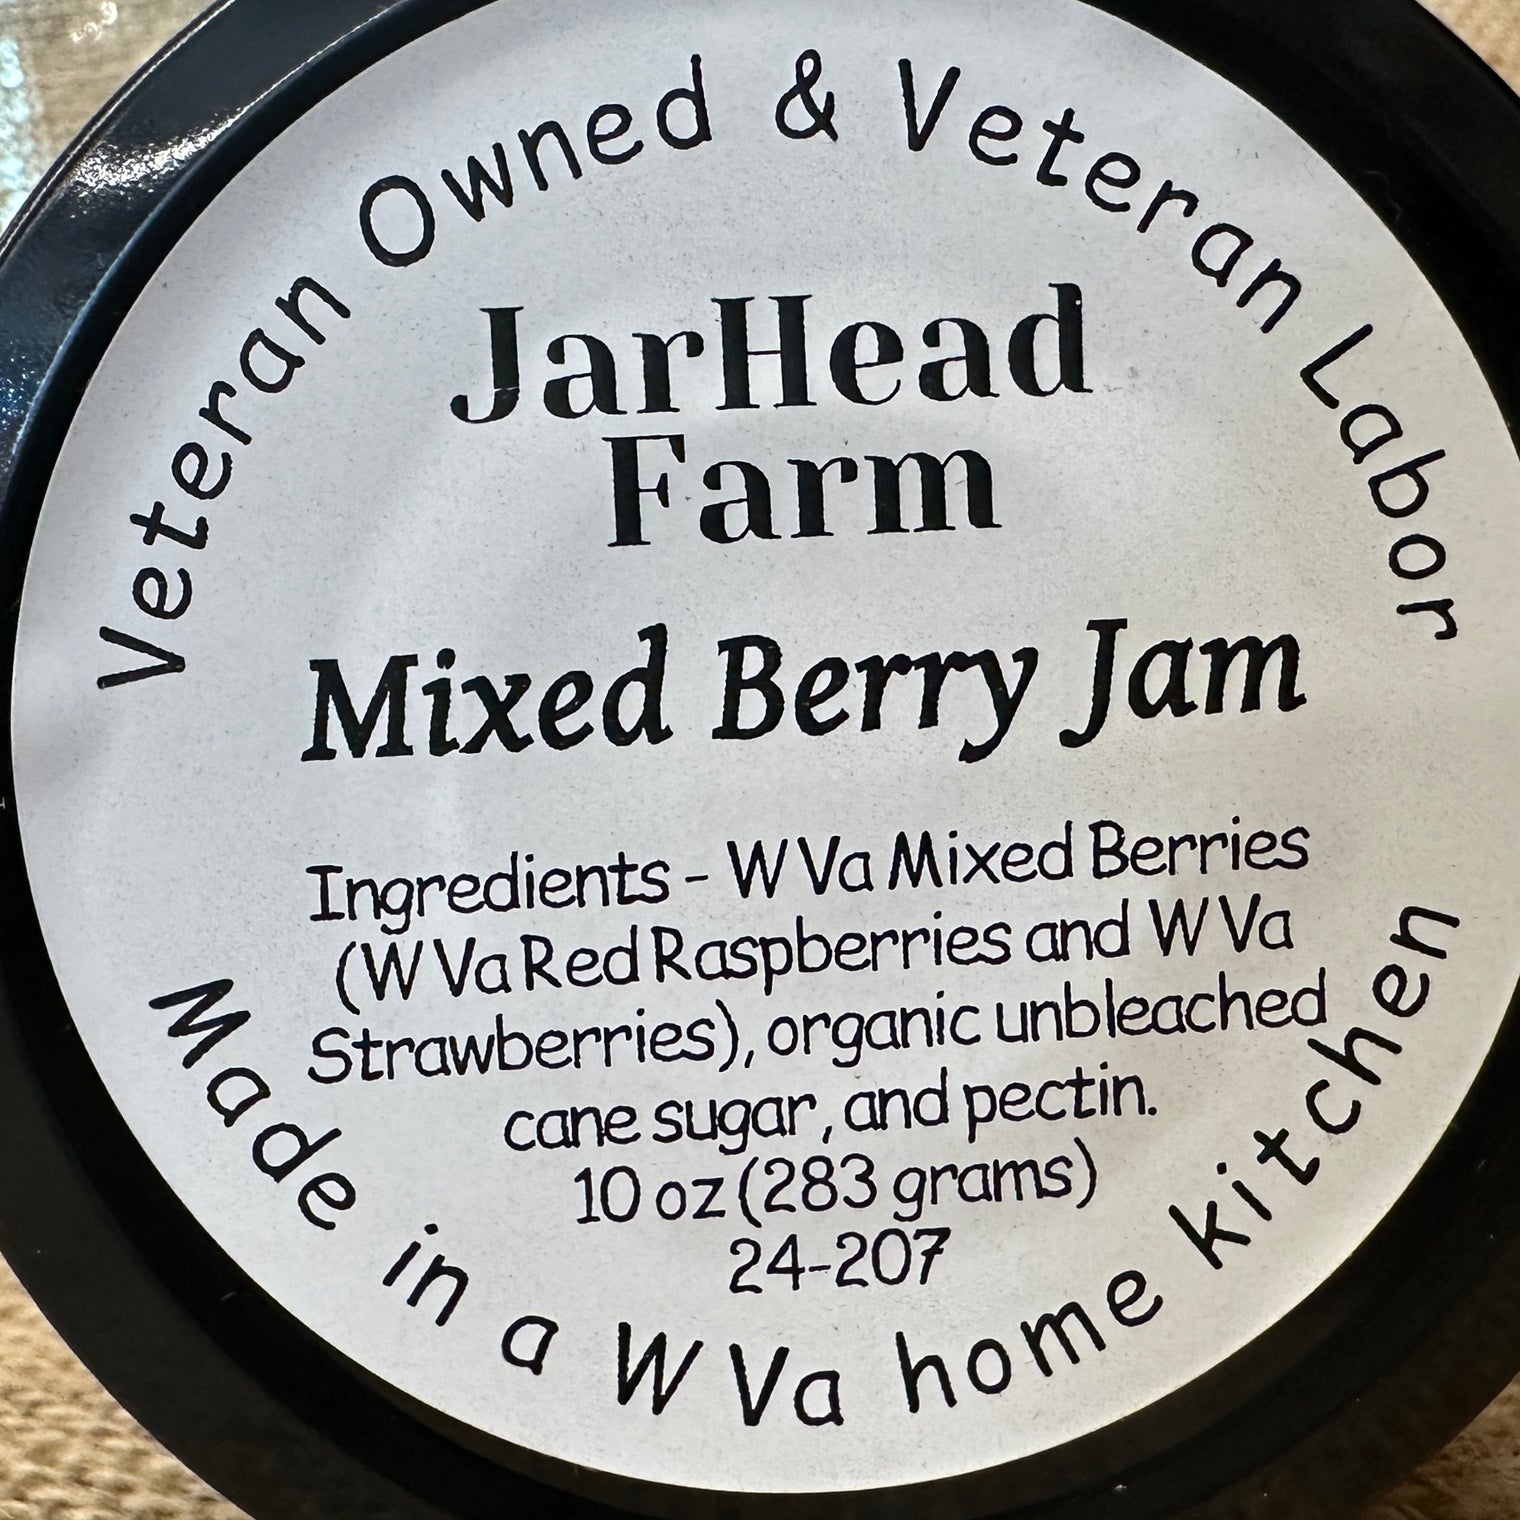 Veteran Owned & Veteran Labor
JarHead
Farm
Mixed Berry Jam
Ingredients - W Va Mixed Berries
(W Va Red Raspberries and W Va
Strawberries), organic unbleached
cane sugar, and pectin.
10 oz (283 grams)
24-207
Made in a W Va home kitchen